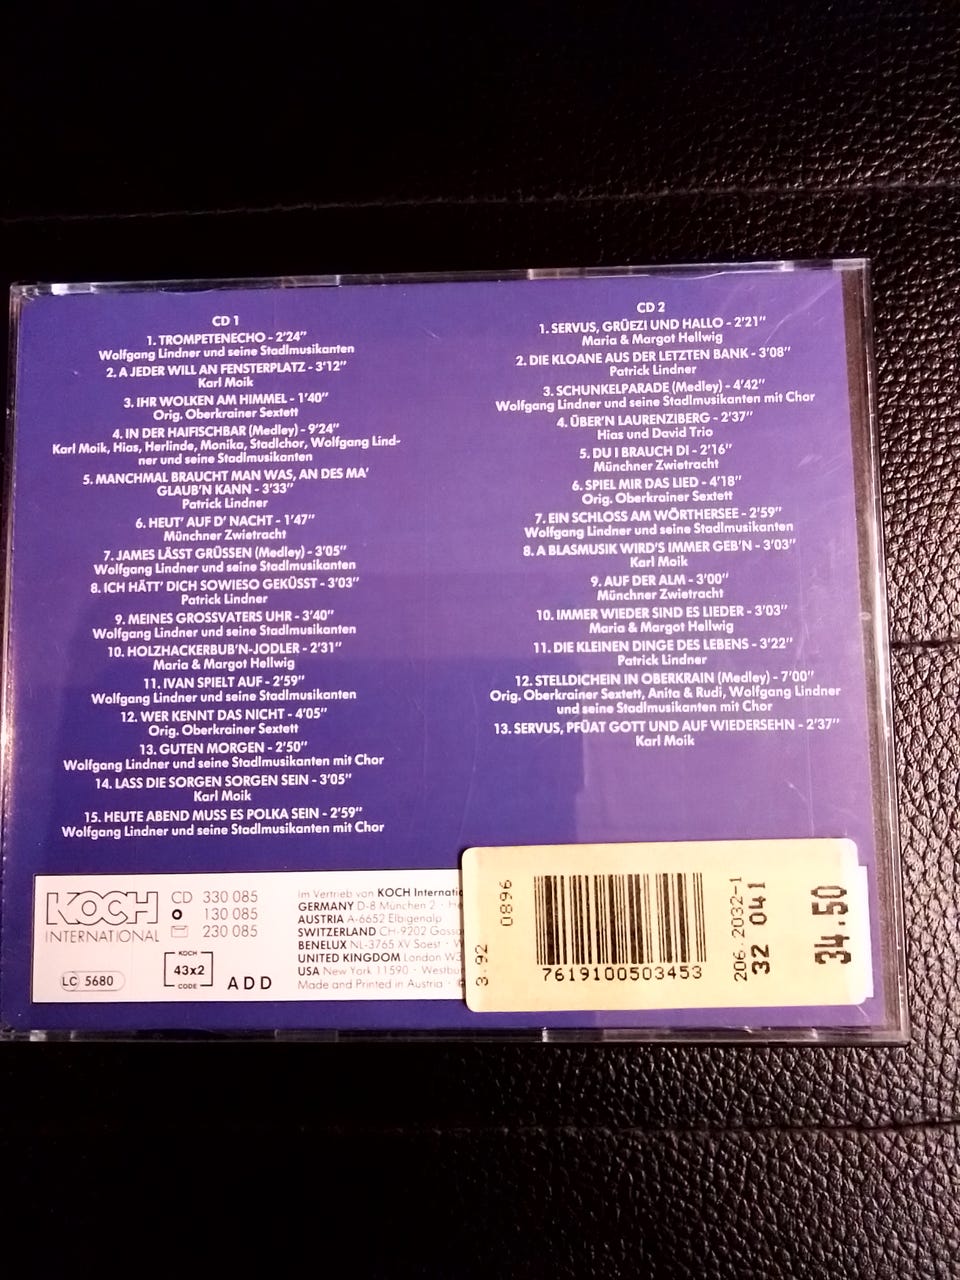 CD 1
1. TROMPETENECHO - 2'24"
Wolfgang Lindner und seine Stadlmusikanten
2. A JEDER WILL AN FENSTERPLATZ - 3'12"
Karl Moik
3. IHR WOLKEN AM HIMMEL - 1'40"
Orig. Oberkrainer Sextett
4. IN DER HAIFISCHBAR (Medley) - 9'24"
Karl Moik, Hias, Herlinde, Monika, Stadlchor, Wolfgang Lind-
ner und seine Stadlmusikanten
5. MANCHMAL BRAUCHT MAN WAS, AN DES MA'
GLAUB'N KANN - 3'33"
Patrick Lindner
6. HEUT' AUF D' NACHT - 1'47"
Münchner Zwietracht
7. JAMES LÄSST GRÜSSEN (Medley) - 3'05"
Wolfgang Lindner und seine Stadlmusikanten
8. ICH HÄTT' DICH SOWIESO GEKÜSST - 3'03"
Patrick Lindner
9. MEINES GROSSVATERS UHR - 3'40"
Wolfgang Lindner und seine Stadlmusikanten
10. HOLZHACKERBUB'N-JODLER - 2'31"
Maria & Margot Hellwig
11. IVAN SPIELT AUF - 2'59"
Wolfgang Lindner und seine Stadlmusikanten
12. WER KENNT DAS NICHT - 4'05"
Orig. Oberkrainer Sextett
13. GUTEN MORGEN - 2'50"
Wolfgang Lindner und seine Stadlmusikanten mit Chor
14. LASS DIE SORGEN SORGEN SEIN - 3'05"
Karl Moik
15. HEUTE ABEND MUSS ES POLKA SEIN - 2'59"
Wolfgang Lindner und seine Stadlmusikanten mit Chor
CD 2
1. SERVUS, GRÜEZI UND HALLO - 2'21"
Maria & Margot Hellwig
2. DIE KLOANE AUS DER LETZTEN BANK - 3'08"
Patrick Lindner
3. SCHUNKELPARADE (Medley) - 4'42"
Wolfgang Lindner und seine Stadlmusikanten mit Chor
4. ÜBER'N LAURENZIBERG - 2'37"
Hias und David Trio
5. DU I BRAUCH DI - 2'16"
Münchner Zwietracht
6. SPIEL MIR DAS LIED - 4'18"
Orig. Oberkrainer Sextett
7. EIN SCHLOSS AM WÖRTHERSEE - 2'59"
Wolfgang Lindner und seine Stadlmusikanten
8. A BLASMUSIK WIRD'S IMMER GEB'N - 3'03"
Karl Moik
9. AUF DER ALM - 3'00"
Münchner Zwietracht
10. IMMER WIEDER SIND ES LIEDER - 3'03"
Maria & Margot Hellwig
11. DIE KLEINEN DINGE DES LEBENS - 3'22"
Patrick Lindner
12. STELLDICHEIN IN OBERKRAIN (Medley) - 7'00"
Orig. Oberkrainer Sextett, Anita & Rudi, Wolfgang Lindner
und seine Stadlmusikanten mit Chor
13. SERVUS, PFÜAT GOTT UND AUF WIEDERSEHN - 2'37"
Karl Moik
KOCH
INTERNATIONAL
CD 330 085
130 085
230 085
LC 5680
KOCH
43x2
CODE
ADD
Im Vertrieb von KOCH Internatio
GERMANY D-8 München 2 · He
AUSTRIA A-6652 Elbigenalp
SWITZERLAND CH-9202 Gossa
BENELUX NL-3765 XV Soest · W
UNITED KINGDOM London W3
USA New York 11590 · Westbur
Made and Printed in Austria · ©
3.92
0896
7619100503453
206.2032-1
32 041
34.50